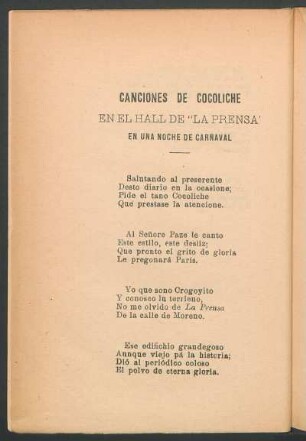 CANCIONES DE COCOLICHE
EN EL HALL DE "LA PRENSA"
EN UNA NOCHE DE CARNAVAL
Salutando al preserente
Desto diario en la ocasione;
Pide el tano Cocoliche
Que prestase la atencione.
Al Señore Pans le canto
Este estilo, este desliz;
Que pronto el grito de gloria
Le pregonará París.
Yo que sono Crogoyito
Y conosso lu terrieno,
No me olvido de La Prensa
De la calle de Moreno.
Ese edifichio grandegoso
Aunque viejo pá la historia;
Dió al periódico coloso
El polvo de eterna gloria.